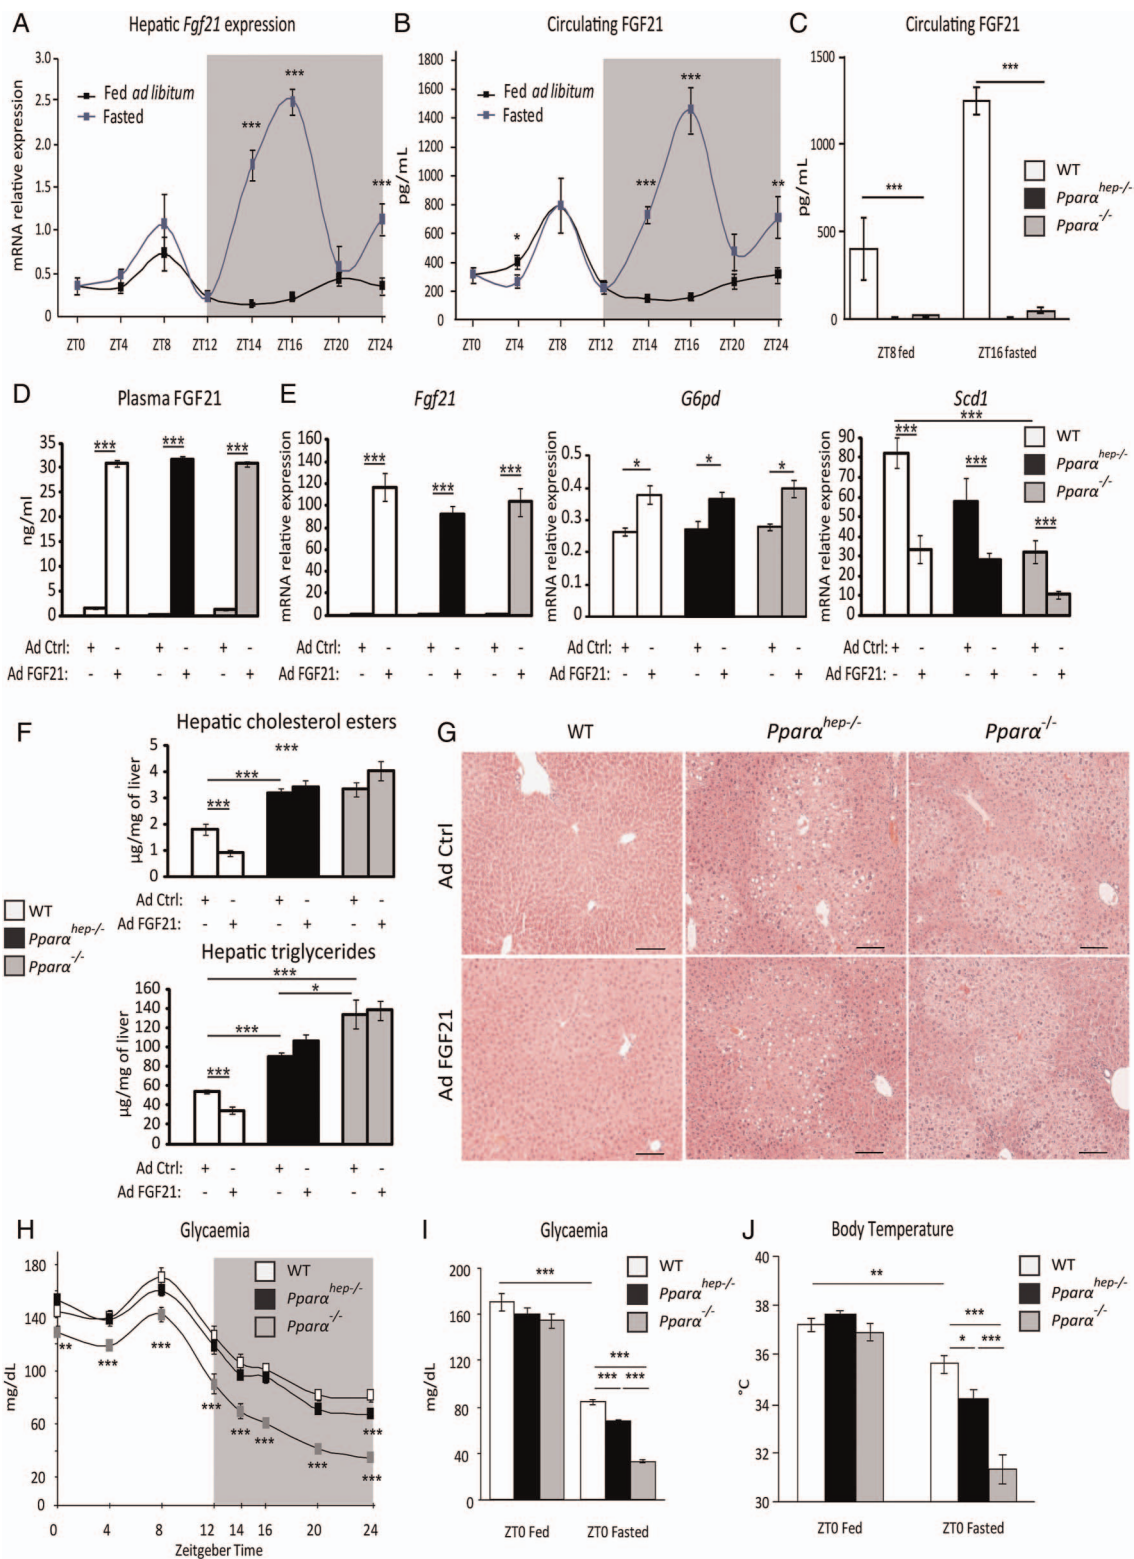 A Hepatic Fgf21 expression
mRNA relative expression
3.0
2.5
2.0
1.5
1.0
0.5
0
Fed ad libitum
Fasted
***
***
***
ZT0 ZT4 ZT8 ZT12 ZT14 ZT16 ZT20 ZT24
B Circulating FGF21
pg/mL
1800
1600
1400
1200
1000
800
600
400
200
0
Fed ad libitum
Fasted
*
***
***
**
ZT0 ZT4 ZT8 ZT12 ZT14 ZT16 ZT20 ZT24
C Circulating FGF21
pg/mL
1500
1000
500
0
***
***
WT
Pparα hep-/-
Pparα -/-
ZT8 fed ZT16 fasted
D Plasma FGF21
ng/ml
35
30
25
20
15
10
5
0
*** *** ***
Ad Ctrl: + - + - + -
Ad FGF21: - + - + - +
E Fgf21
mRNA relative expression
160
140
120
100
80
60
40
20
0
*** *** ***
Ad Ctrl: + - + - + -
Ad FGF21: - + - + - +
G6pd
mRNA relative expression
0.5
0.4
0.3
0.2
0.1
0
* * *
+ - + - + -
- + - + - +
Scd1
mRNA relative expression
90
80
70
60
50
40
30
20
10
0
***
*** *** ***
WT
Pparα hep-/-
Pparα -/-
+ - + - + -
- + - + - +
F Hepatic cholesterol esters
µg/mg of liver
5
4
3
2
1
0
***
***
***
Ad Ctrl: + - + - + -
Ad FGF21: - + - + - +
WT
Pparα hep-/-
Pparα -/-
Hepatic triglycerides
µg/mg of liver
160
140
120
100
80
60
40
20
0
***
*
***
***
Ad Ctrl: + - + - + -
Ad FGF21: - + - + - +
G WT Pparα hep-/- Pparα -/-
Ad Ctrl
Ad FGF21
H Glycaemia
mg/dL
180
140
100
60
20
0
WT
Pparα hep-/-
Pparα -/-
** *** *** *** *** *** *** *** ***
0 4 8 12 14 16 20 24
Zeitgeber Time
I Glycaemia
mg/dL
200
160
120
80
40
0
WT
Pparα hep-/-
Pparα -/-
***
***
*** ***
ZT0 Fed ZT0 Fasted
J Body Temperature
°C
40
38
37
36
34
32
30
WT
Pparα hep-/-
Pparα -/-
**
***
* ***
ZT0 Fed ZT0 Fasted